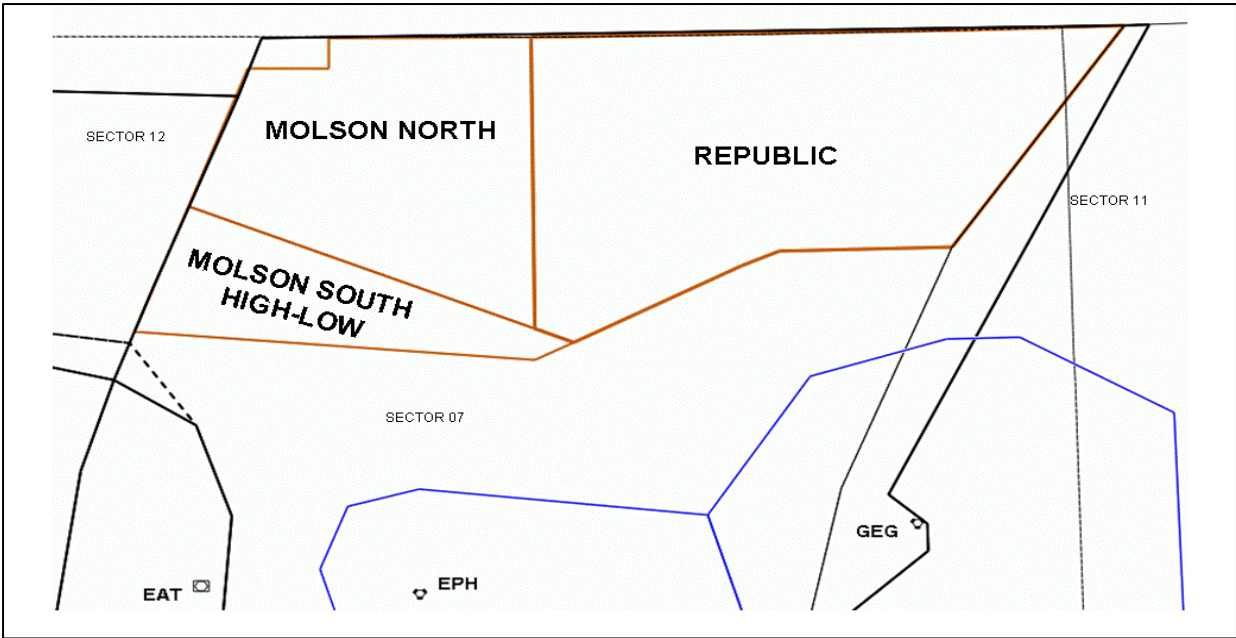 MOLSON NORTH
SECTOR 12
REPUBLIC
SECTOR 11
MOLSON SOUTH
HIGH-LOW
SECTOR 07
GEG
EPH
EAT